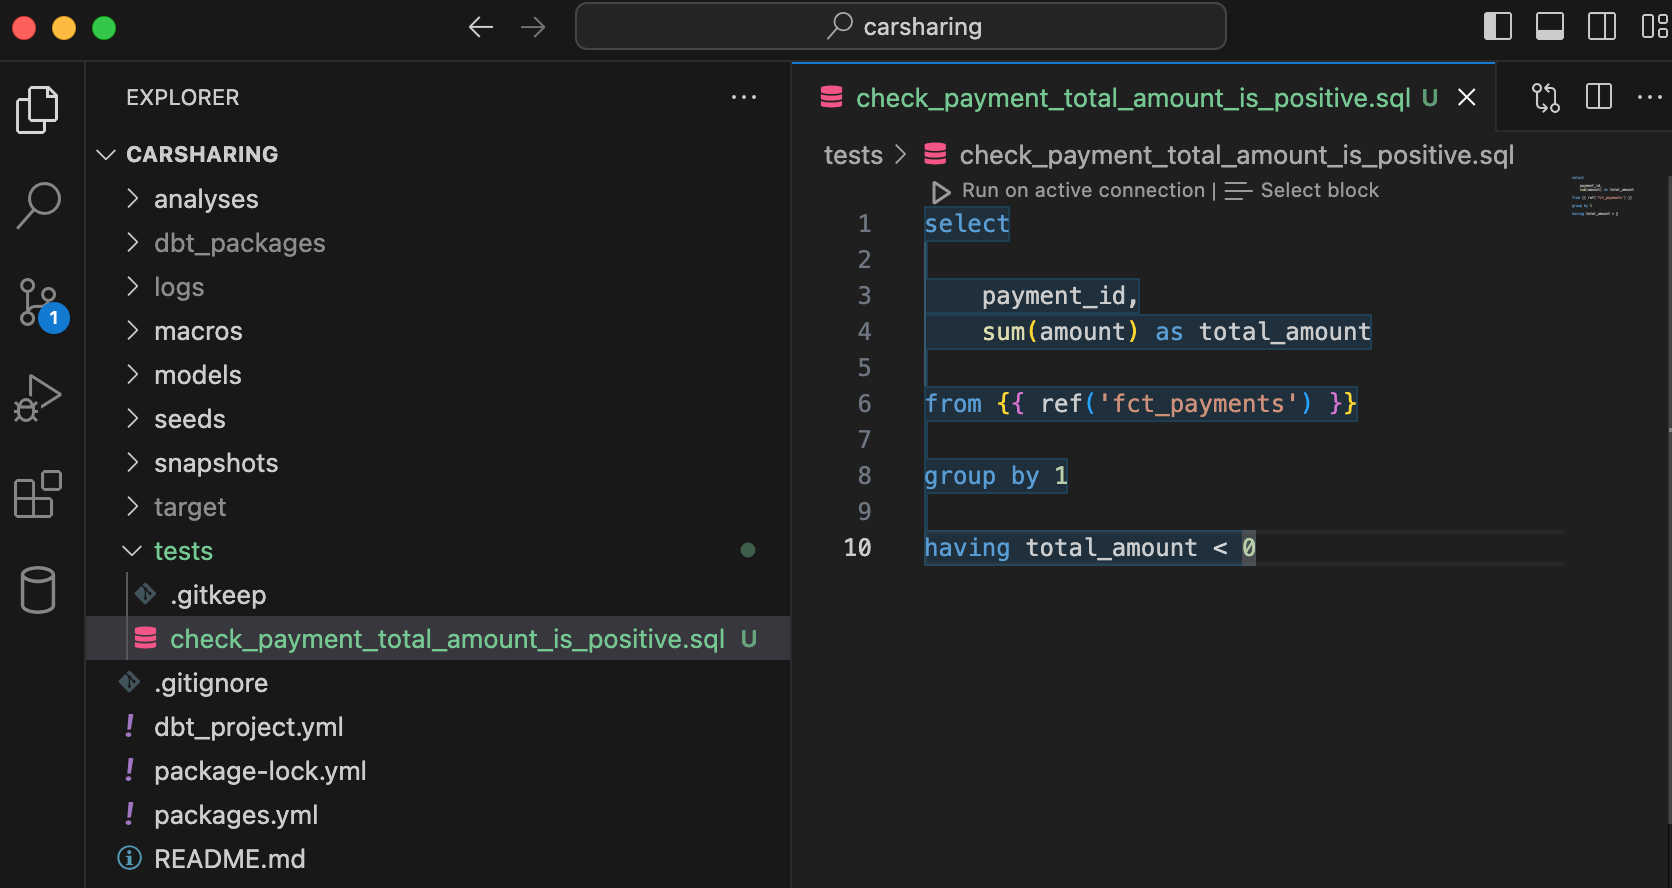 carsharing
EXPLORER
CARSHARING
analyses
dbt_packages
logs
macros
models
seeds
snapshots
target
tests
.gitkeep
check_payment_total_amount_is_positive.sql U
.gitignore
dbt_project.yml
package-lock.yml
packages.yml
README.md
1
check_payment_total_amount_is_positive.sql U
tests > check_payment_total_amount_is_positive.sql
Run on active connection | Select block
1 select
2
3 payment_id,
4 sum(amount) as total_amount
5
6 from {{ ref('fct_payments') }}
7
8 group by 1
9
10 having total_amount < 0